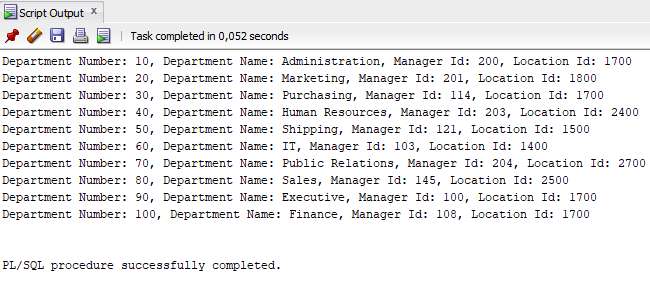 Script Output x
Task completed in 0,052 seconds
Department Number: 10, Department Name: Administration, Manager Id: 200, Location Id: 1700
Department Number: 20, Department Name: Marketing, Manager Id: 201, Location Id: 1800
Department Number: 30, Department Name: Purchasing, Manager Id: 114, Location Id: 1700
Department Number: 40, Department Name: Human Resources, Manager Id: 203, Location Id: 2400
Department Number: 50, Department Name: Shipping, Manager Id: 121, Location Id: 1500
Department Number: 60, Department Name: IT, Manager Id: 103, Location Id: 1400
Department Number: 70, Department Name: Public Relations, Manager Id: 204, Location Id: 2700
Department Number: 80, Department Name: Sales, Manager Id: 145, Location Id: 2500
Department Number: 90, Department Name: Executive, Manager Id: 100, Location Id: 1700
Department Number: 100, Department Name: Finance, Manager Id: 108, Location Id: 1700
PL/SQL procedure successfully completed.